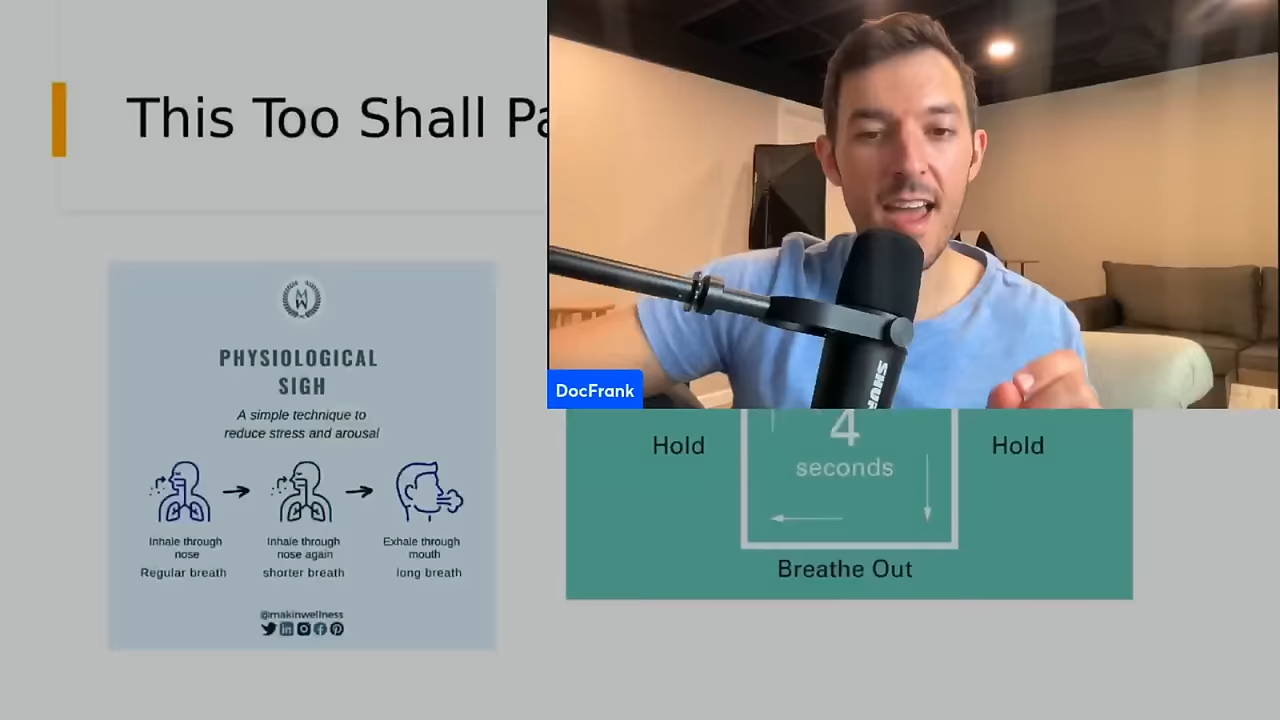 This Too Shall Pa
PHYSIOLOGICAL
SIGH
A simple technique to
reduce stress and arousal
Inhale through
nose
Regular breath
Inhale through
nose again
shorter breath
Exhale through
mouth
long breath
@makinwellness
DocFrank
SHUR
Hold
4
seconds
Hold
Breathe Out